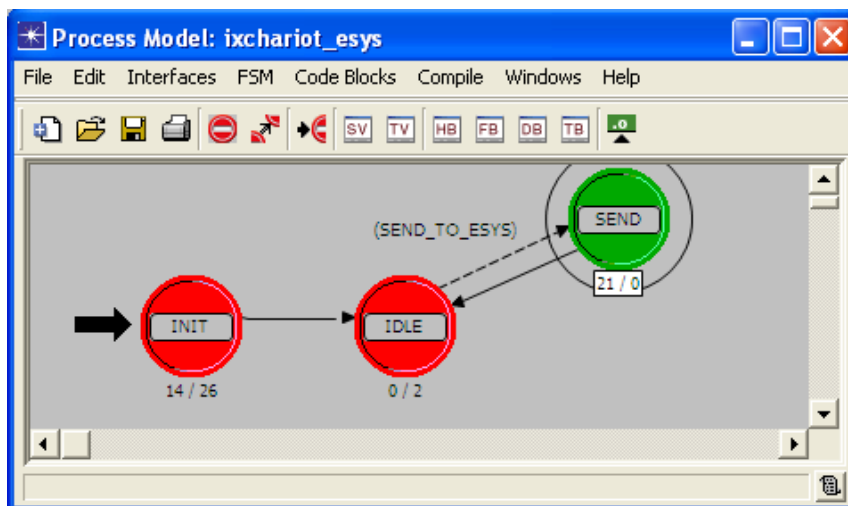 Process Model: ixchariot_esys
File Edit Interfaces FSM Code Blocks Compile Windows Help
SV TV HB FB DB TB .0
(SEND_TO_ESYS)
SEND
21 / 0
INIT
IDLE
14 / 26
0 / 2